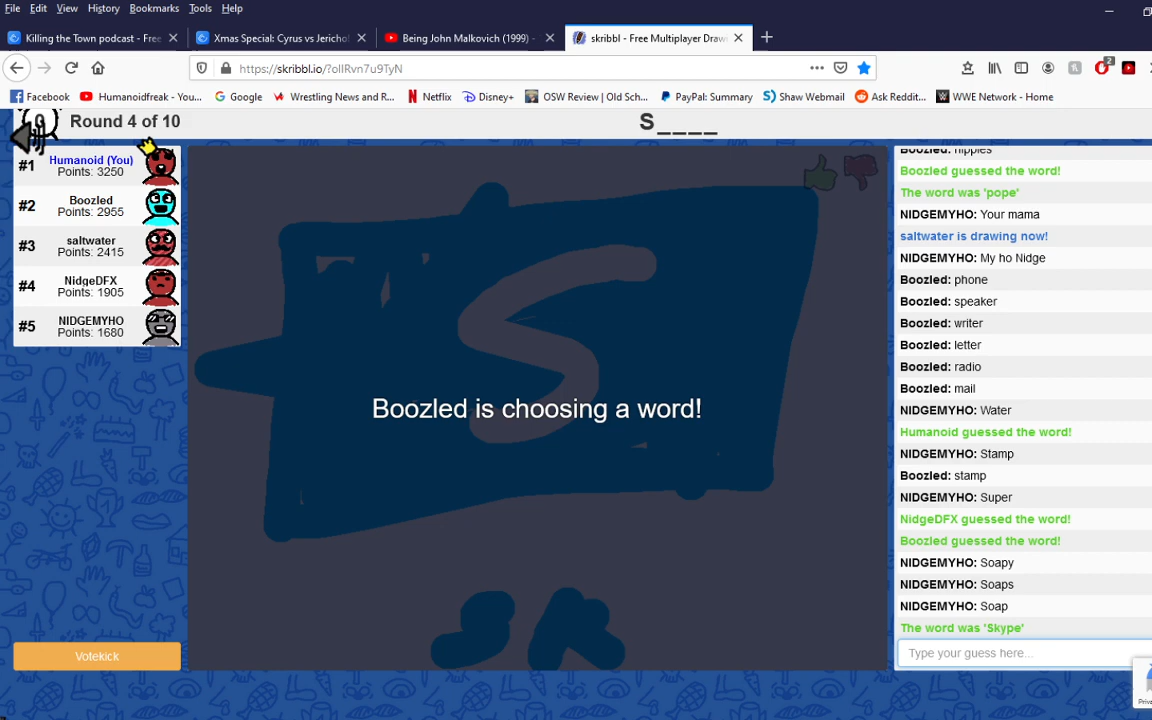 File Edit View History Bookmarks Tools Help
Killing the Town podcast - Free
Xmas Special: Cyrus vs Jericho
Being John Malkovich (1999) -
skribbl - Free Multiplayer Draw
https://skribbl.io/?olIRvn7u9TyN
2
Facebook Humanoidfreak - You... Google Wrestling News and R... Netflix Disney+ OSW Review | Old Sch... PayPal: Summary Shaw Webmail Ask Reddit... WWE Network - Home
0 Round 4 of 10 S____
#1 Humanoid (You)
Points: 3250
#2 Boozled
Points: 2955
#3 saltwater
Points: 2415
#4 NidgeDFX
Points: 1905
#5 NIDGEMYHO
Points: 1680
Votekick
S
Boozled is choosing a word!
Boozled: nipples
Boozled guessed the word!
The word was 'pope'
NIDGEMYHO: Your mama
saltwater is drawing now!
NIDGEMYHO: My ho Nidge
Boozled: phone
Boozled: speaker
Boozled: writer
Boozled: letter
Boozled: radio
Boozled: mail
NIDGEMYHO: Water
Humanoid guessed the word!
NIDGEMYHO: Stamp
Boozled: stamp
NIDGEMYHO: Super
NidgeDFX guessed the word!
Boozled guessed the word!
NIDGEMYHO: Soapy
NIDGEMYHO: Soaps
NIDGEMYHO: Soap
The word was 'Skype'
Type your guess here...